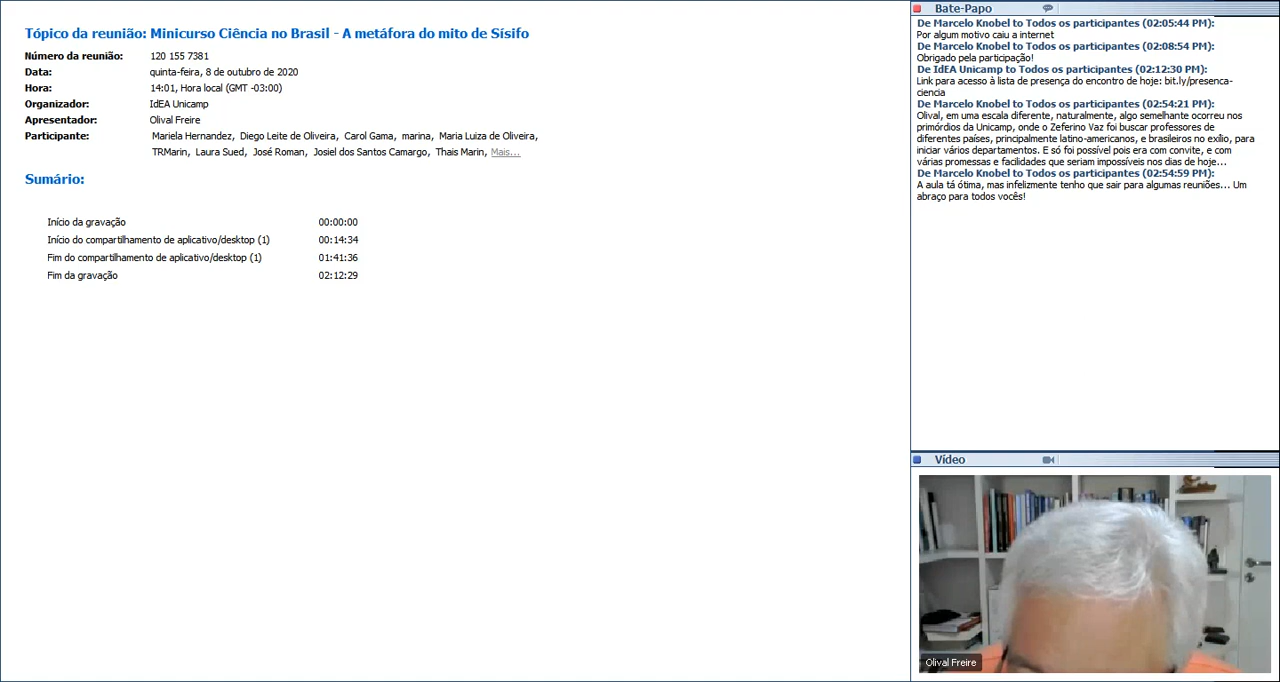 Tópico da reunião: Minicurso Ciência no Brasil - A metáfora do mito de Sísifo
Número da reunião: 120 155 7381
Data: quinta-feira, 8 de outubro de 2020
Hora: 14:01, Hora local (GMT -03:00)
Organizador: IdEA Unicamp
Apresentador: Olival Freire
Participante: Mariela Hernandez, Diego Leite de Oliveira, Carol Gama, marina, Maria Luiza de Oliveira,
TRMarin, Laura Sued, José Roman, Josiel dos Santos Camargo, Thais Marin, Mais...
Sumário:
Início da gravação 00:00:00
Início do compartilhamento de aplicativo/desktop (1) 00:14:34
Fim do compartilhamento de aplicativo/desktop (1) 01:41:36
Fim da gravação 02:12:29
Bate-Papo
De Marcelo Knobel to Todos os participantes (02:05:44 PM):
Por algum motivo caiu a internet
De Marcelo Knobel to Todos os participantes (02:08:54 PM):
Obrigado pela participação!
De IdEA Unicamp to Todos os participantes (02:12:30 PM):
Link para acesso à lista de presença do encontro de hoje: bit.ly/presenca-
ciencia
De Marcelo Knobel to Todos os participantes (02:54:21 PM):
Olival, em uma escala diferente, naturalmente, algo semelhante ocorreu nos
primórdios da Unicamp, onde o Zeferino Vaz foi buscar professores de
diferentes países, principalmente latino-americanos, e brasileiros no exílio, para
iniciar vários departamentos. E só foi possível pois era com convite, e com
várias promessas e facilidades que seriam impossíveis nos dias de hoje...
De Marcelo Knobel to Todos os participantes (02:54:59 PM):
A aula tá ótima, mas infelizmente tenho que sair para algumas reuniões... Um
abraço para todos vocês!
Vídeo
Olival Freire